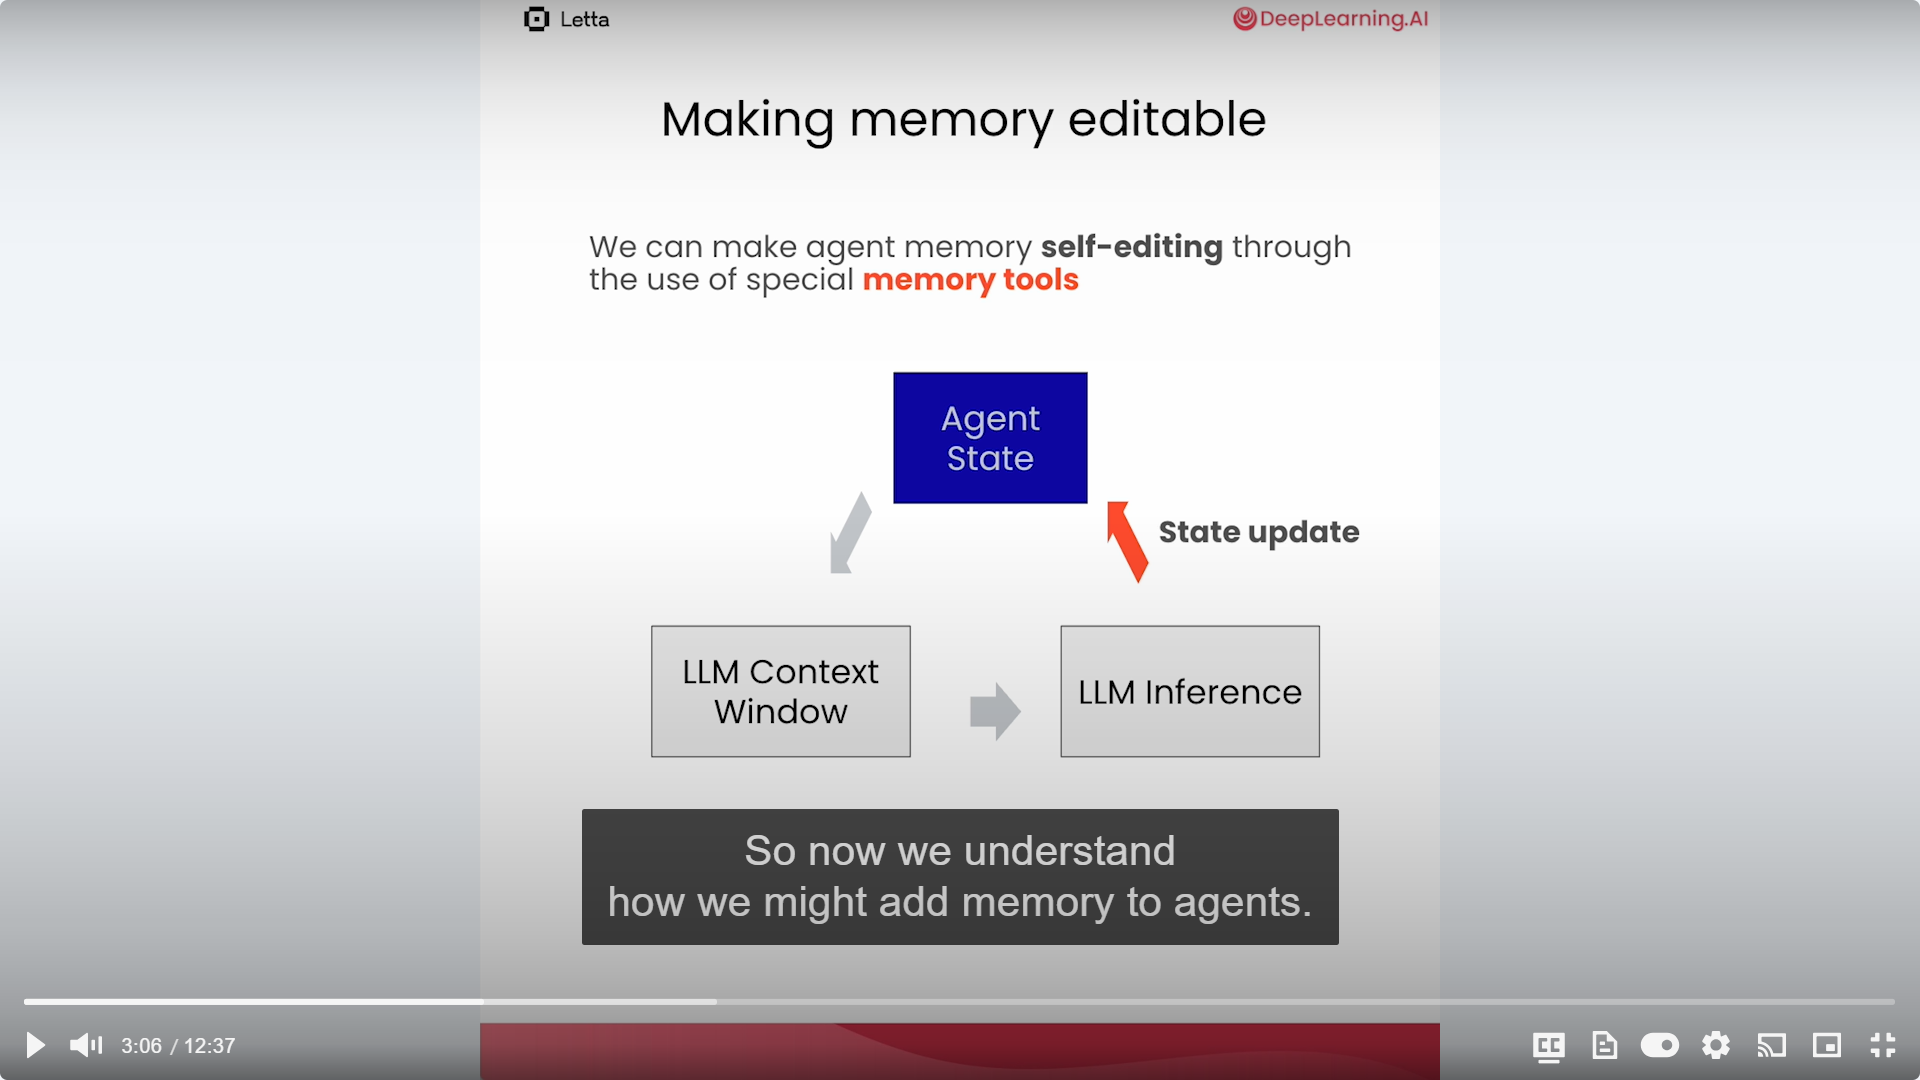 Letta
DeepLearning.AI
Making memory editable
We can make agent memory self-editing through
the use of special memory tools
Agent
State
State update
LLM Context
Window
LLM Inference
So now we understand
how we might add memory to agents.
3:06 / 12:37
CC